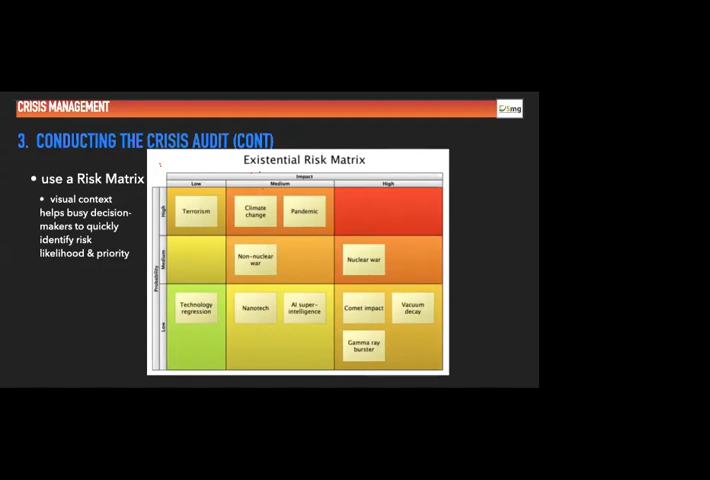 CRISIS MANAGEMENT
5mg
3. CONDUCTING THE CRISIS AUDIT (CONT)
• use a Risk Matrix
• visual context
helps busy decision-
makers to quickly
identify risk
likelihood & priority
Existential Risk Matrix
Impact
Low Medium High
Probability
High
Terrorism
Climate
change
Pandemic
Medium
Non-nuclear
war
Nuclear war
Low
Technology
regression
Nanotech
AI super-
intelligence
Comet impact
Vacuum
decay
Gamma ray
burster